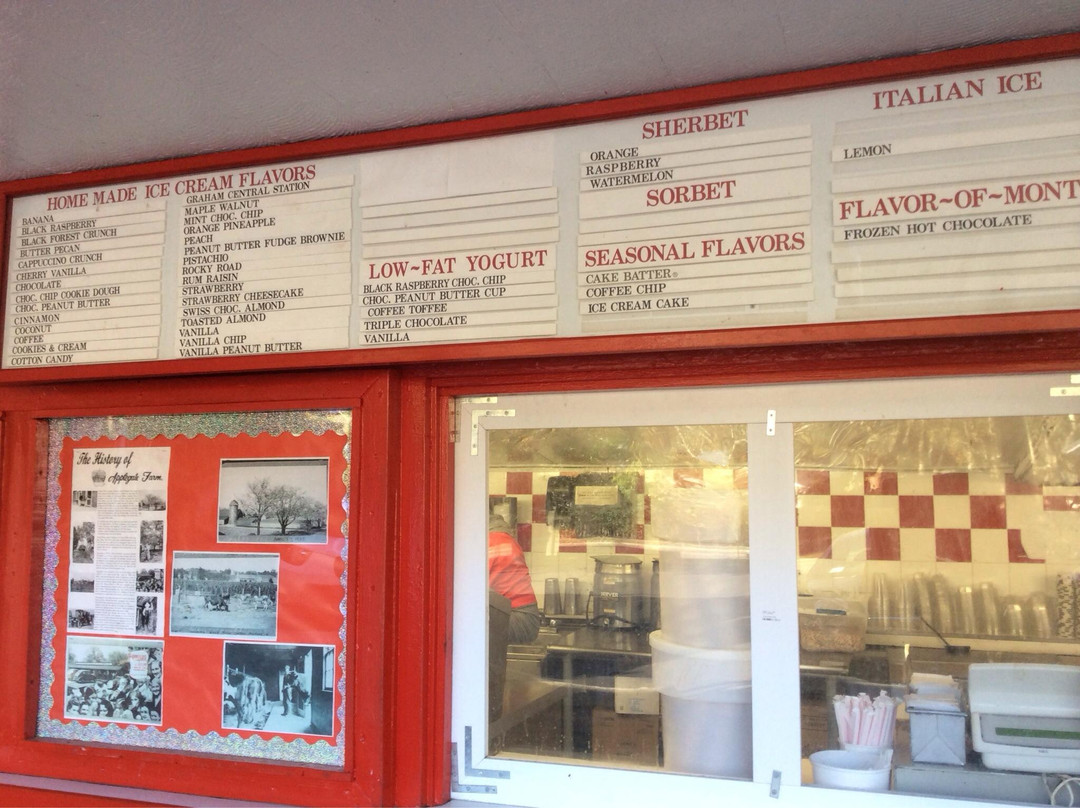 HOME MADE ICE CREAM FLAVORS
BANANA
BLACK RASPBERRY
BLACK FOREST CRUNCH
BUTTER PECAN
CAPPUCCINO CRUNCH
CHERRY VANILLA
CHOCOLATE
CHOC. CHIP COOKIE DOUGH
CHOC. PEANUT BUTTER
CINNAMON
COCONUT
COFFEE
COOKIES & CREAM
COTTON CANDY
GRAHAM CENTRAL STATION
MAPLE WALNUT
MINT CHOC. CHIP
ORANGE PINEAPPLE
PEACH
PEANUT BUTTER FUDGE BROWNIE
PISTACHIO
ROCKY ROAD
RUM RAISIN
STRAWBERRY
STRAWBERRY CHEESECAKE
SWISS CHOC. ALMOND
TOASTED ALMOND
VANILLA
VANILLA CHIP
VANILLA PEANUT BUTTER
LOW~FAT YOGURT
BLACK RASPBERRY CHOC. CHIP
CHOC. PEANUT BUTTER CUP
COFFEE TOFFEE
TRIPLE CHOCOLATE
VANILLA
SHERBET
ORANGE
RASPBERRY
WATERMELON
SORBET
SEASONAL FLAVORS
CAKE BATTER®
COFFEE CHIP
ICE CREAM CAKE
ITALIAN ICE
LEMON
FLAVOR~OF~MONT
FROZEN HOT CHOCOLATE
The History of
Applegate Farm